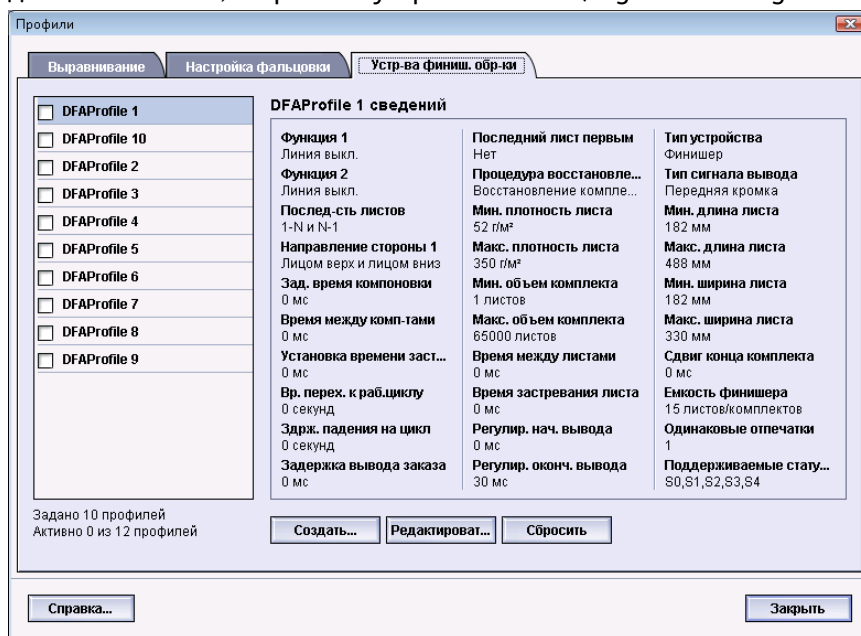 Профили
Выравнивание
Настройка фальцовки
Устр-ва финиш. обр-ки
DFAProfile 1
DFAProfile 10
DFAProfile 2
DFAProfile 3
DFAProfile 4
DFAProfile 5
DFAProfile 6
DFAProfile 7
DFAProfile 8
DFAProfile 9
Задано 10 профилей
Активно 0 из 12 профилей
DFAProfile 1 сведений
Функция 1
Линия выкл.
Функция 2
Линия выкл.
Послед-сть листов
1-N и N-1
Направление стороны 1
Лицом верх и лицом вниз
Зад. время компоновки
0 мс
Время между комп-тами
0 мс
Установка времени заст...
0 мс
Вр. перех. к раб.циклу
0 секунд
Здрж. падения на цикл
0 секунд
Задержка вывода заказа
0 мс
Последний лист первым
Нет
Процедура восстановле...
Восстановление компле...
Мин. плотность листа
52 г/м²
Макс. плотность листа
350 г/м²
Мин. объем комплекта
1 листов
Макс. объем комплекта
65000 листов
Время между листами
0 мс
Время застревания листа
0 мс
Регулир. нач. вывода
0 мс
Регулир. оконч. вывода
30 мс
Тип устройства
Финишер
Тип сигнала вывода
Передняя кромка
Мин. длина листа
182 мм
Макс. длина листа
488 мм
Мин. ширина листа
182 мм
Макс. ширина листа
330 мм
Сдвиг конца комплекта
0 мс
Емкость финишера
15 листов/комплектов
Одинаковые отпечатки
1
Поддерживаемые стату...
S0,S1,S2,S3,S4
Создать...
Редактироват...
Сбросить
Справка...
Закрыть